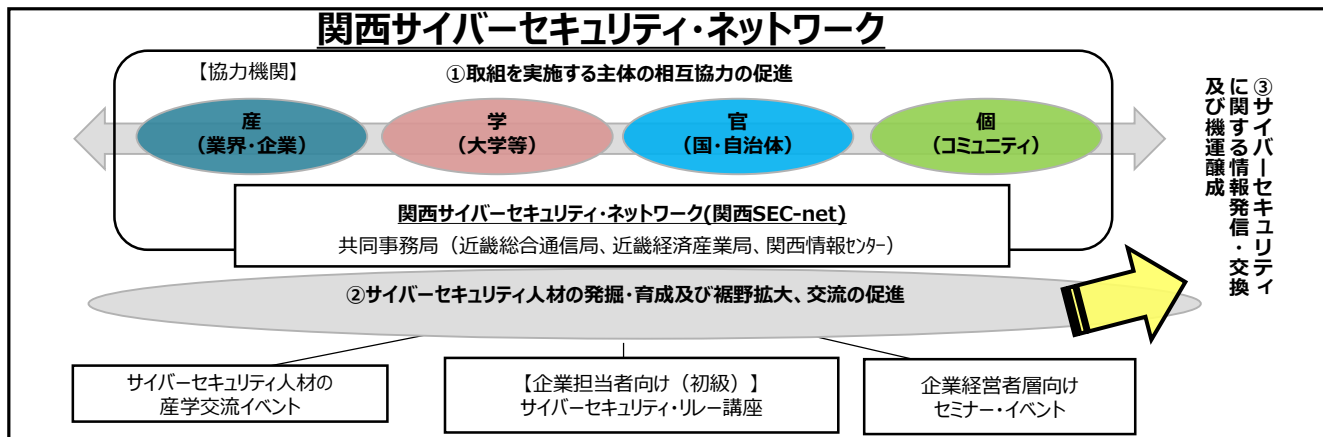 関西サイバーセキュリティ・ネットワーク
【協力機関】
①取組を実施する主体の相互協力の促進
産
（業界・企業）
学
（大学等）
官
（国・自治体）
個
（コミュニティ）
関西サイバーセキュリティ・ネットワーク(関西SEC-net)
共同事務局（近畿総合通信局、近畿経済産業局、関西情報ｾﾝﾀｰ）
②サイバーセキュリティ人材の発掘・育成及び裾野拡大、交流の促進
③サイバーセキュリティ
に関する情報発信・交換
及び機運醸成
サイバーセキュリティ人材の
産学交流イベント
【企業担当者向け（初級）】
サイバーセキュリティ・リレー講座
企業経営者層向け
セミナー・イベント